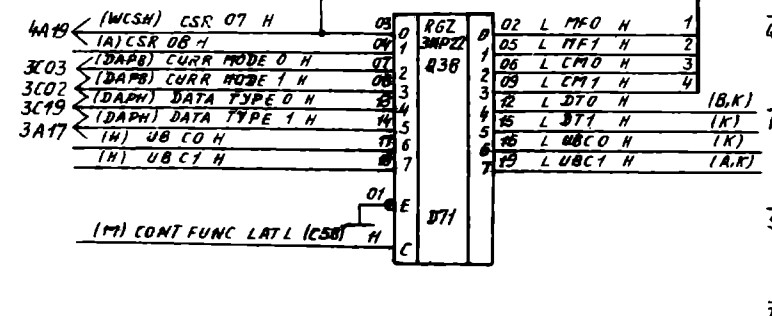 4A19 (WCSH) CSR 07 H 03 0 RGZ 0 02 L MF0 H 1
(A) CSR 08 H 04 1 1 05 L MF1 H 2
3C03 (DAPB) CURR MODE 0 H 07 2 Q38 2 06 L CM0 H 3
3C02 (DAPB) CURR MODE 1 H 08 3 3 09 L CM1 H 4
3C19 (DAPH) DATA TYPE 0 H 13 4 4 12 L DT0 H (B,K)
3A17 (DAPH) DATA TYPE 1 H 14 5 5 15 L DT1 H (K)
(H) UB C0 H 17 6 6 16 L UBC0 H (K)
(H) UB C1 H 18 7 7 19 L UBC1 H (A,K)
01 E D71
(M) CONT FUNC LAT L (C58) H C